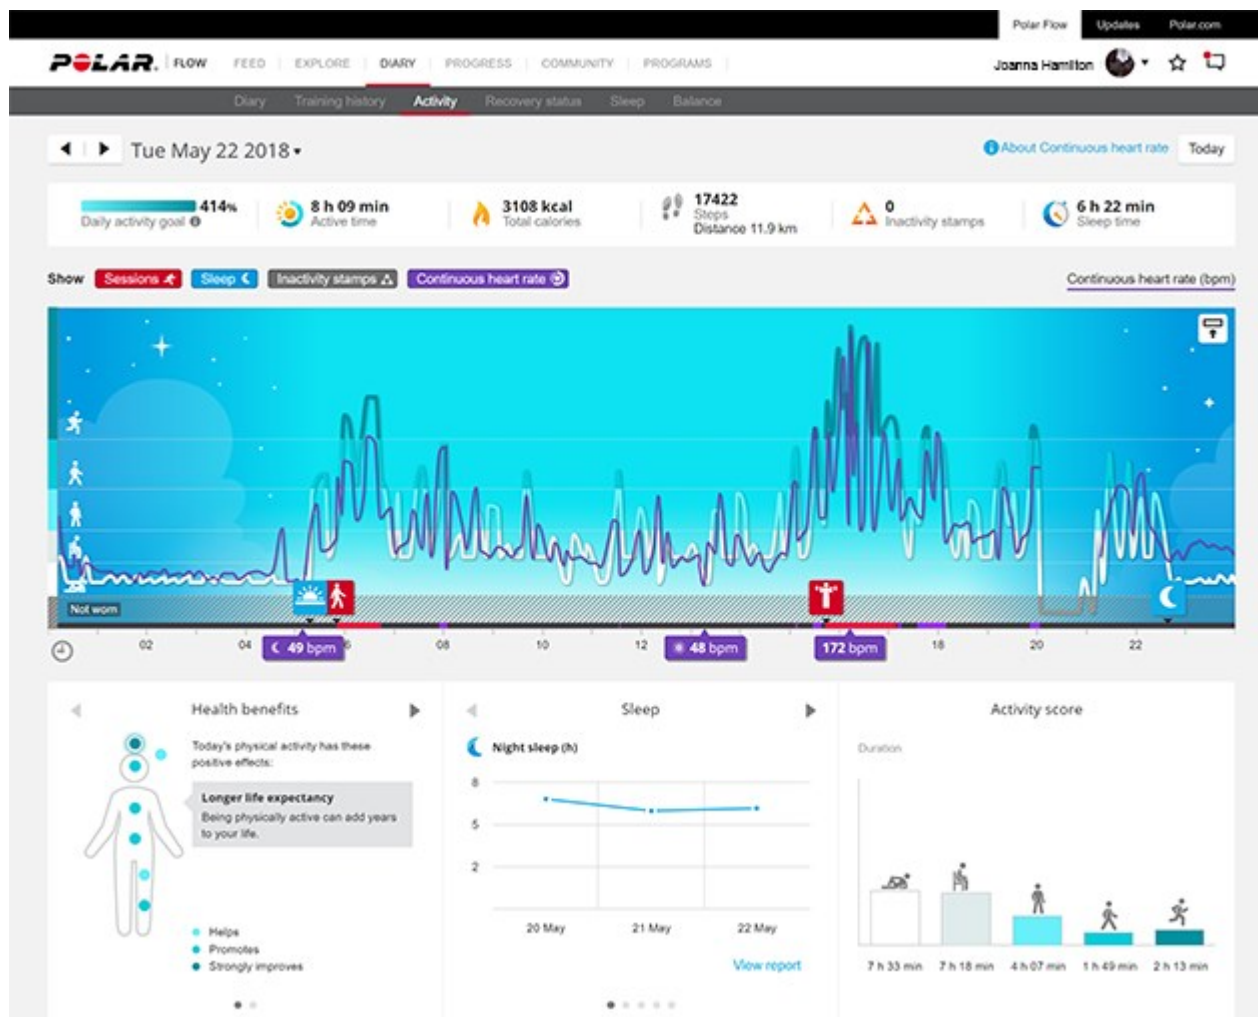 Polar Flow Updates Polar.com
POLAR. FLOW FEED EXPLORE DIARY PROGRESS COMMUNITY PROGRAMS Joanna Hamilton
Diary Training history Activity Recovery status Sleep Balance
Tue May 22 2018 About Continuous heart rate Today
414% 8 h 09 min 3108 kcal 17422 0 6 h 22 min
Daily activity goal Active time Total calories Steps Inactivity stamps Sleep time
Distance 11.9 km
Show Sessions Sleep Inactivity stamps Continuous heart rate Continuous heart rate (bpm)
Not worn
02 04 6 08 10 12 18 20 22
49 bpm 48 bpm 172 bpm
Health benefits
Today's physical activity has these
positive effects:
Longer life expectancy
Being physically active can add years
to your life.
Helps
Promotes
Strongly improves
Sleep
Night sleep (h)
8
5
2
20 May 21 May 22 May
View report
Activity score
Duration
7 h 33 min 7 h 18 min 4 h 07 min 1 h 49 min 2 h 13 min